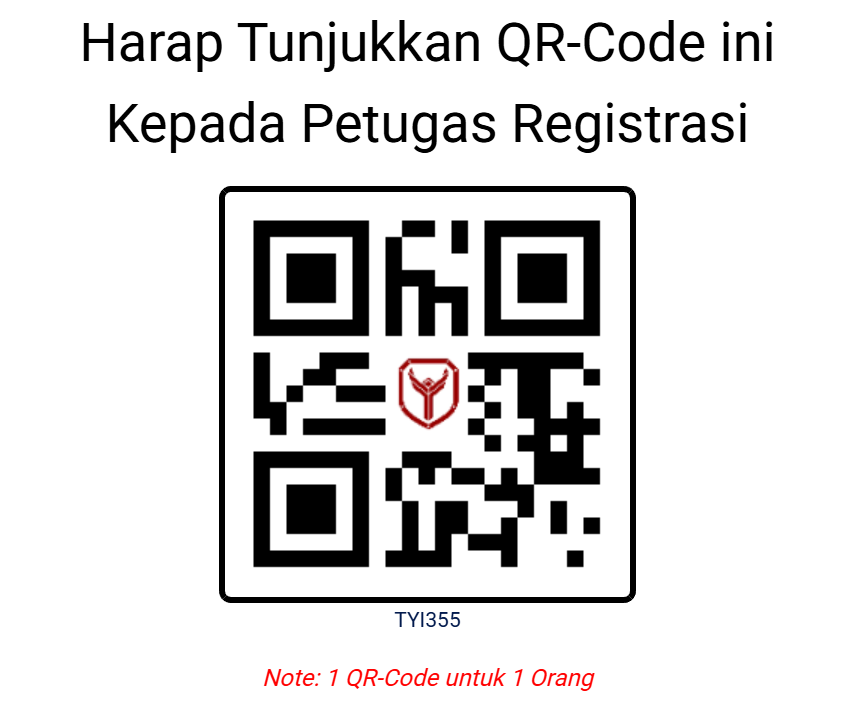 Harap Tunjukkan QR-Code ini
Kepada Petugas Registrasi
TYI355
Note: 1 QR-Code untuk 1 Orang